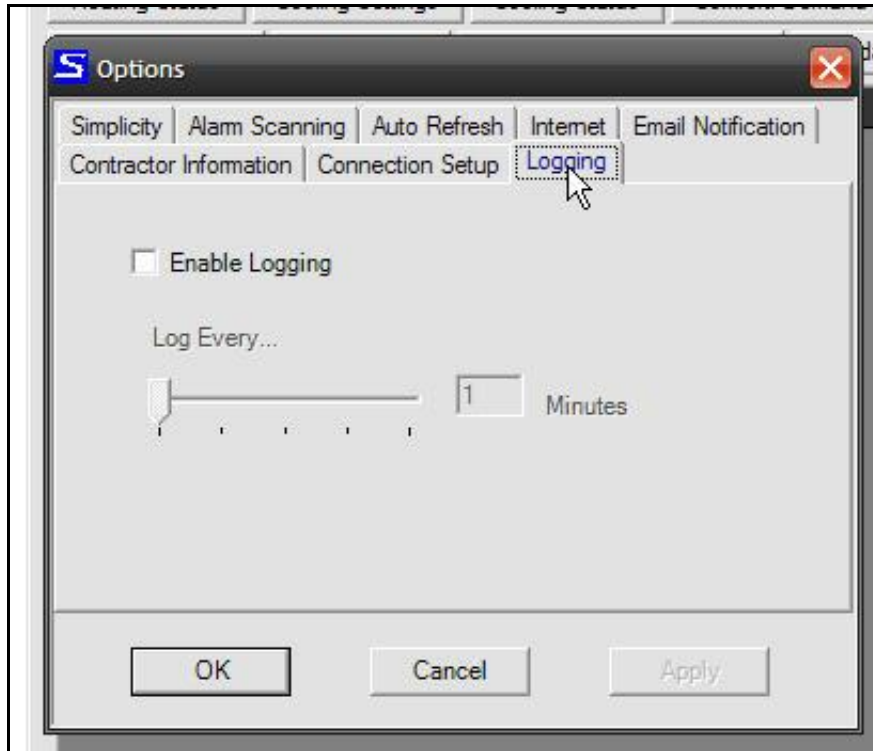 Options
Simplicity Alarm Scanning Auto Refresh Internet Email Notification
Contractor Information Connection Setup Logging
Enable Logging
Log Every...
1 Minutes
OK Cancel Apply